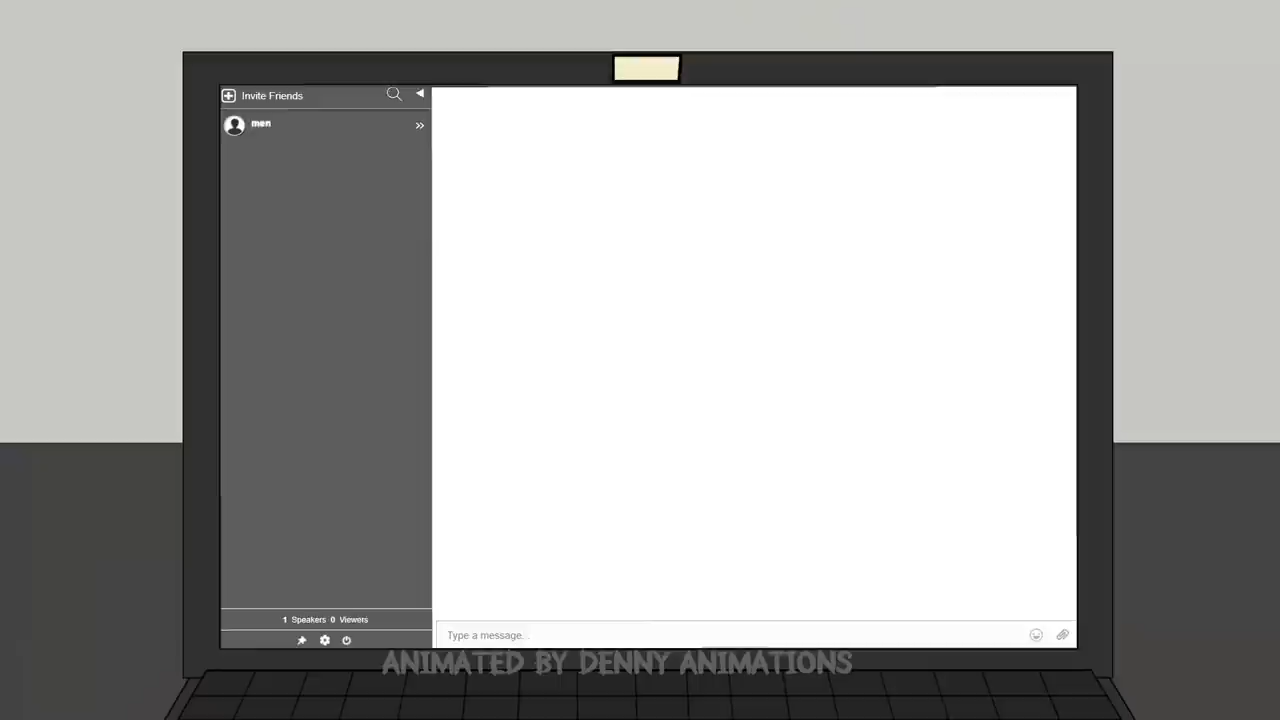 Invite Friends
men
1 Speakers 0 Viewers
Type a message..
ANIMATED BY DENNY ANIMATIONS